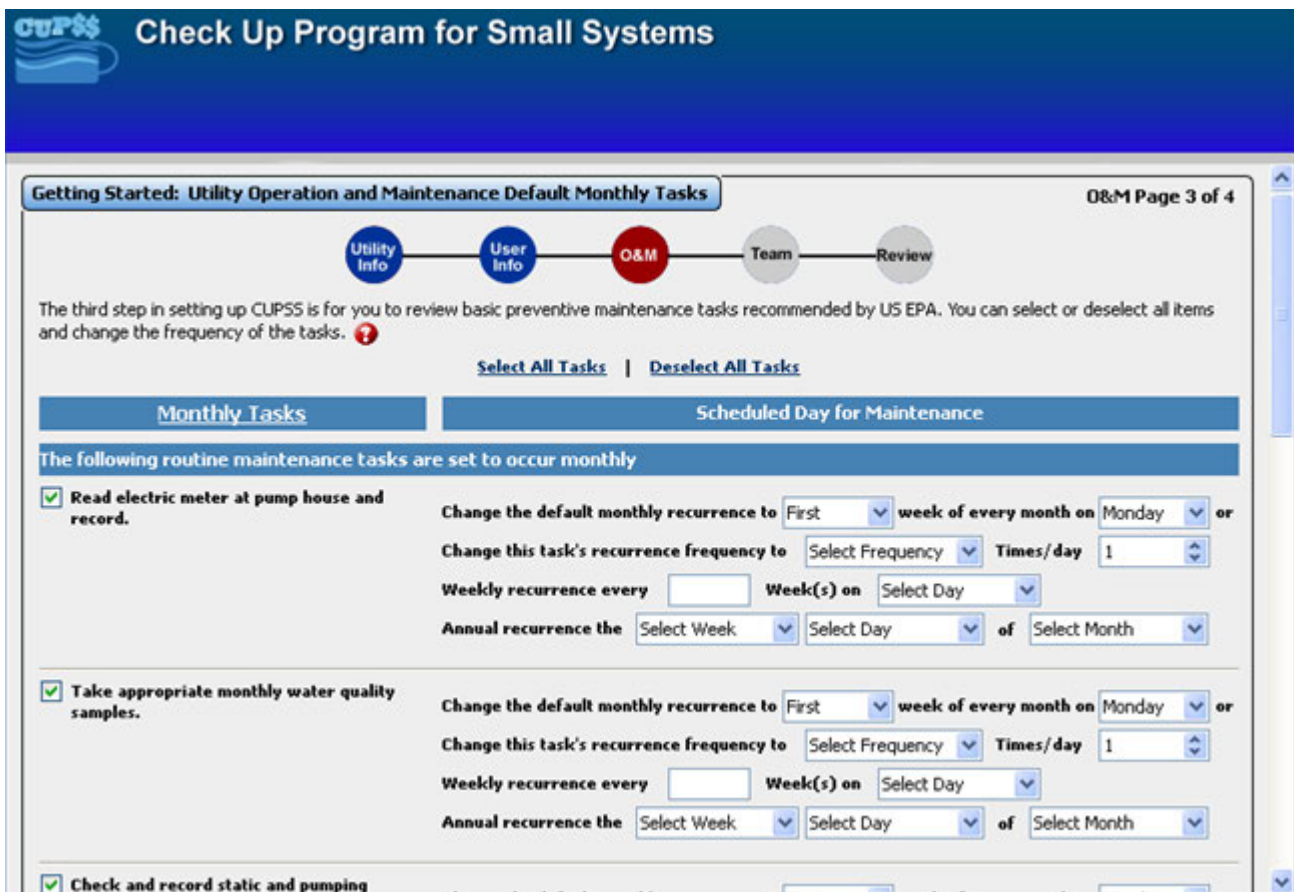 CUP$$
Check Up Program for Small Systems
Getting Started: Utility Operation and Maintenance Default Monthly Tasks
O&M Page 3 of 4
Utility Info
User Info
O&M
Team
Review
The third step in setting up CUPSS is for you to review basic preventive maintenance tasks recommended by US EPA. You can select or deselect all items
and change the frequency of the tasks. ?
Select All Tasks | Deselect All Tasks
Monthly Tasks
Scheduled Day for Maintenance
The following routine maintenance tasks are set to occur monthly
Read electric meter at pump house and
record.
Change the default monthly recurrence to First week of every month on Monday or
Change this task's recurrence frequency to Select Frequency Times/day 1
Weekly recurrence every Week(s) on Select Day
Annual recurrence the Select Week Select Day of Select Month
Take appropriate monthly water quality
samples.
Change the default monthly recurrence to First week of every month on Monday or
Change this task's recurrence frequency to Select Frequency Times/day 1
Weekly recurrence every Week(s) on Select Day
Annual recurrence the Select Week Select Day of Select Month
Check and record static and pumping